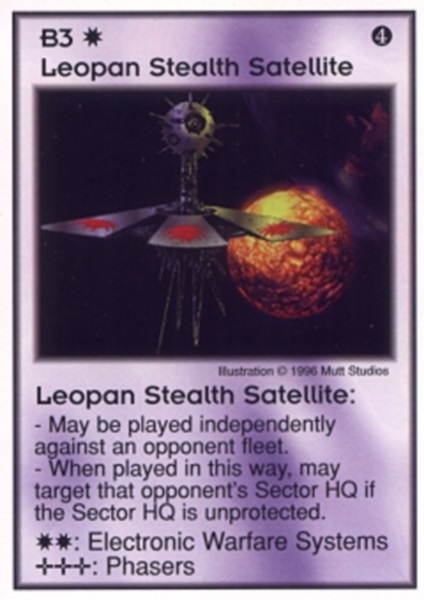 B3 ✷ 4
Leopan Stealth Satellite
Illustration © 1996 Mutt Studios
Leopan Stealth Satellite:
- May be played independently
against an opponent fleet.
- When played in this way, may
target that opponent's Sector HQ if
the Sector HQ is unprotected.
✷✷: Electronic Warfare Systems
✛✛✛: Phasers